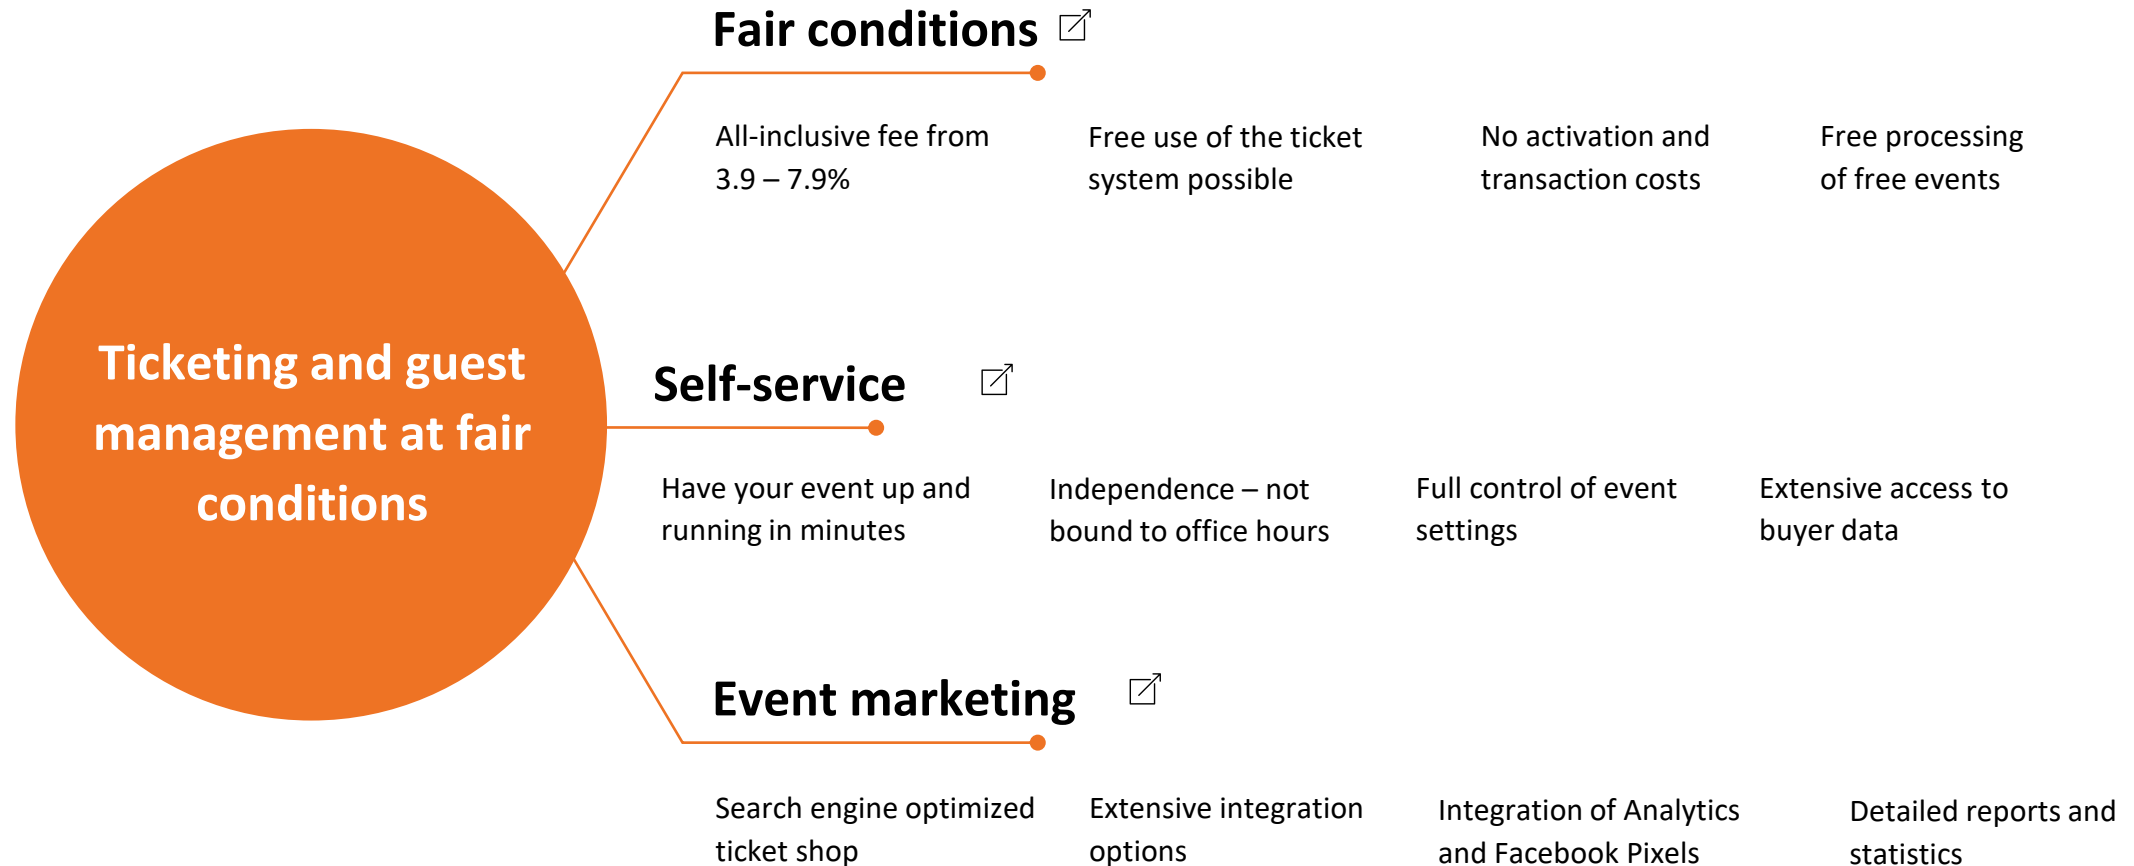 Fair conditions
All-inclusive fee from
3.9 – 7.9%
Free use of the ticket
system possible
No activation and
transaction costs
Free processing
of free events
Ticketing and guest
management at fair
conditions
Self-service
Have your event up and
running in minutes
Independence – not
bound to office hours
Full control of event
settings
Extensive access to
buyer data
Event marketing
Search engine optimized
ticket shop
Extensive integration
options
Integration of Analytics
and Facebook Pixels
Detailed reports and
statistics